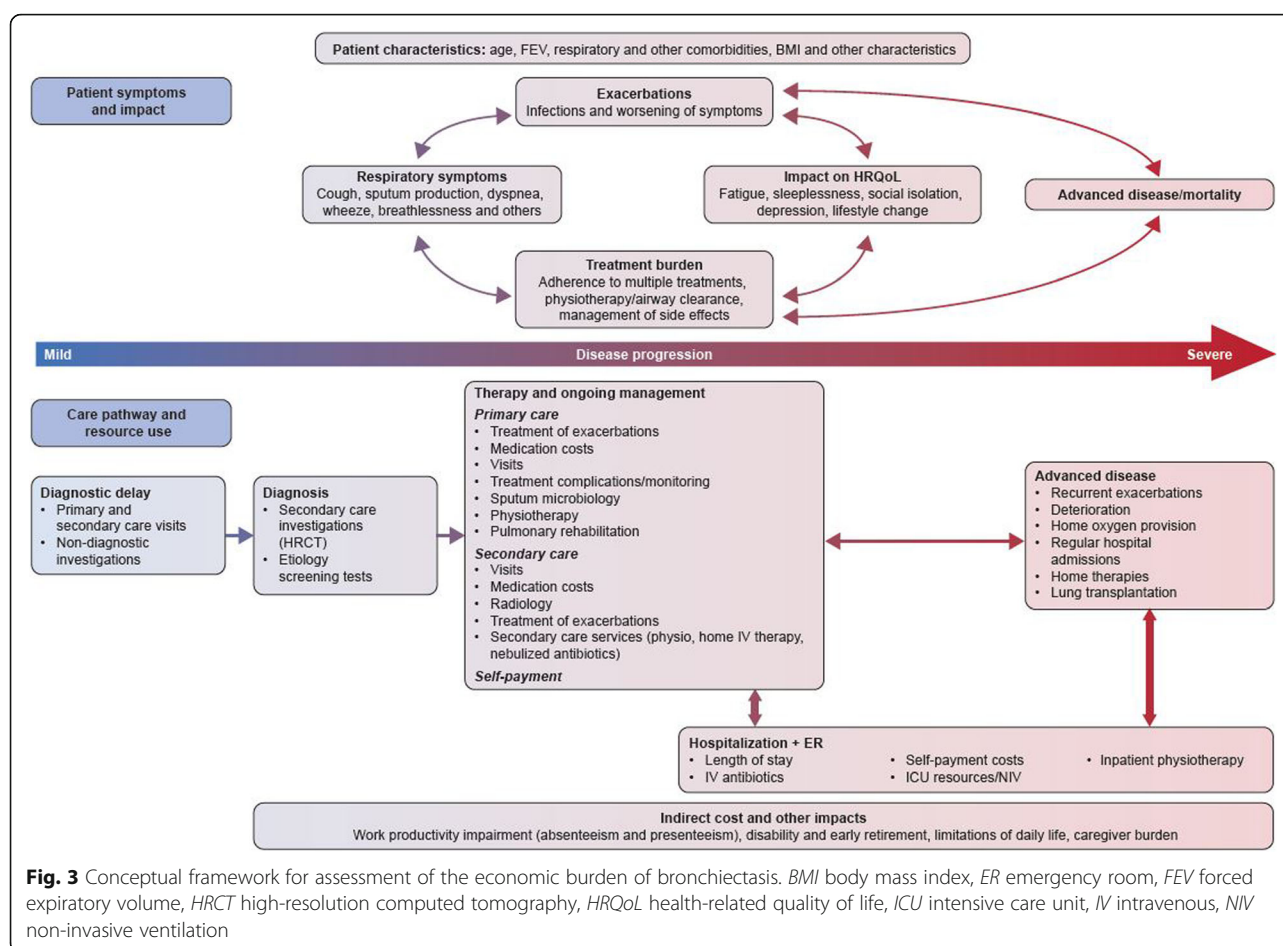 Patient characteristics: age, FEV, respiratory and other comorbidities, BMI and other characteristics
Patient symptoms
and impact
Exacerbations
Infections and worsening of symptoms
Respiratory symptoms
Cough, sputum production, dyspnea,
wheeze, breathlessness and others
Impact on HRQoL
Fatigue, sleeplessness, social isolation,
depression, lifestyle change
Advanced disease/mortality
Treatment burden
Adherence to multiple treatments,
physiotherapy/airway clearance,
management of side effects
Mild Disease progression Severe
Care pathway and
resource use
Diagnostic delay
• Primary and
secondary care visits
• Non-diagnostic
investigations
Diagnosis
• Secondary care
investigations
(HRCT)
• Etiology
screening tests
Therapy and ongoing management
Primary care
• Treatment of exacerbations
• Medication costs
• Visits
• Treatment complications/monitoring
• Sputum microbiology
• Physiotherapy
• Pulmonary rehabilitation
Secondary care
• Visits
• Medication costs
• Radiology
• Treatment of exacerbations
• Secondary care services (physio, home IV therapy,
nebulized antibiotics)
Self-payment
Advanced disease
• Recurrent exacerbations
• Deterioration
• Home oxygen provision
• Regular hospital
admissions
• Home therapies
• Lung transplantation
Hospitalization + ER
• Length of stay
• IV antibiotics
• Self-payment costs
• ICU resources/NIV
• Inpatient physiotherapy
Indirect cost and other impacts
Work productivity impairment (absenteeism and presenteeism), disability and early retirement, limitations of daily life, caregiver burden
Fig. 3 Conceptual framework for assessment of the economic burden of bronchiectasis. BMI body mass index, ER emergency room, FEV forced
expiratory volume, HRCT high-resolution computed tomography, HRQoL health-related quality of life, ICU intensive care unit, IV intravenous, NIV
non-invasive ventilation